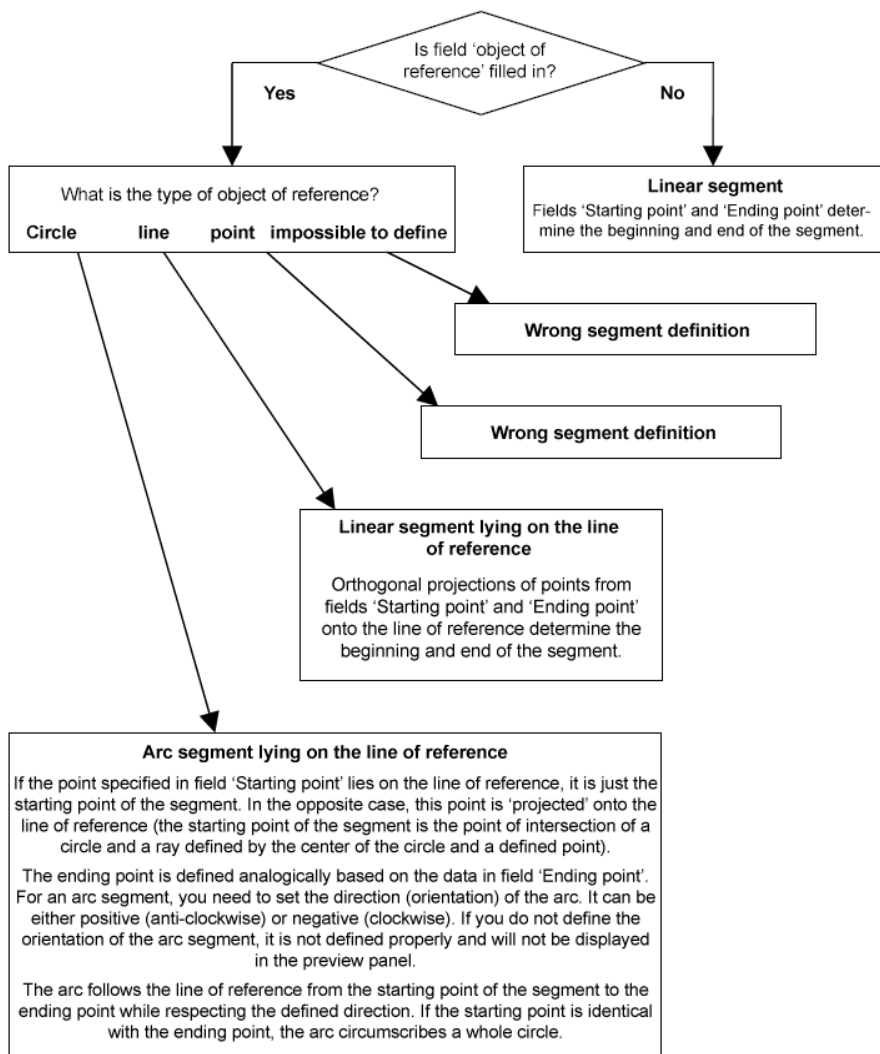 Is field ‘object of
reference’ filled in?
Yes
No
What is the type of object of reference?
Circle line point impossible to define
Linear segment
Fields ‘Starting point’ and ‘Ending point’ deter-
mine the beginning and end of the segment.
Wrong segment definition
Wrong segment definition
Linear segment lying on the line
of reference
Orthogonal projections of points from
fields ‘Starting point’ and ‘Ending point’
onto the line of reference determine the
beginning and end of the segment.
Arc segment lying on the line of reference
If the point specified in field ‘Starting point’ lies on the line of reference, it is just the
starting point of the segment. In the opposite case, this point is ‘projected’ onto the
line of reference (the starting point of the segment is the point of intersection of a
circle and a ray defined by the center of the circle and a defined point).
The ending point is defined analogically based on the data in field ‘Ending point’.
For an arc segment, you need to set the direction (orientation) of the arc. It can be
either positive (anti-clockwise) or negative (clockwise). If you do not define the
orientation of the arc segment, it is not defined properly and will not be displayed
in the preview panel.
The arc follows the line of reference from the starting point of the segment to the
ending point while respecting the defined direction. If the starting point is identical
with the ending point, the arc circumscribes a whole circle.